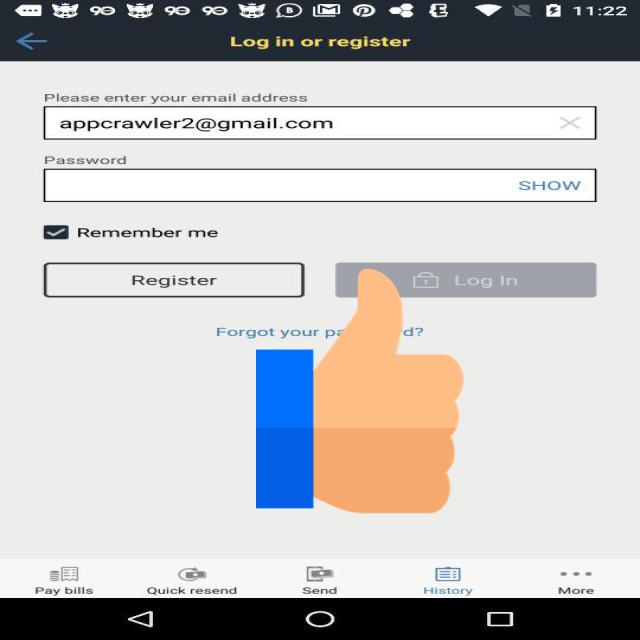 11:22
Log in or register
Please enter your email address
appcrawler2@gmail.com
Password
SHOW
Remember me
Register
Log In
Forgot your pa d?
Pay bills
Quick resend
Send
History
More